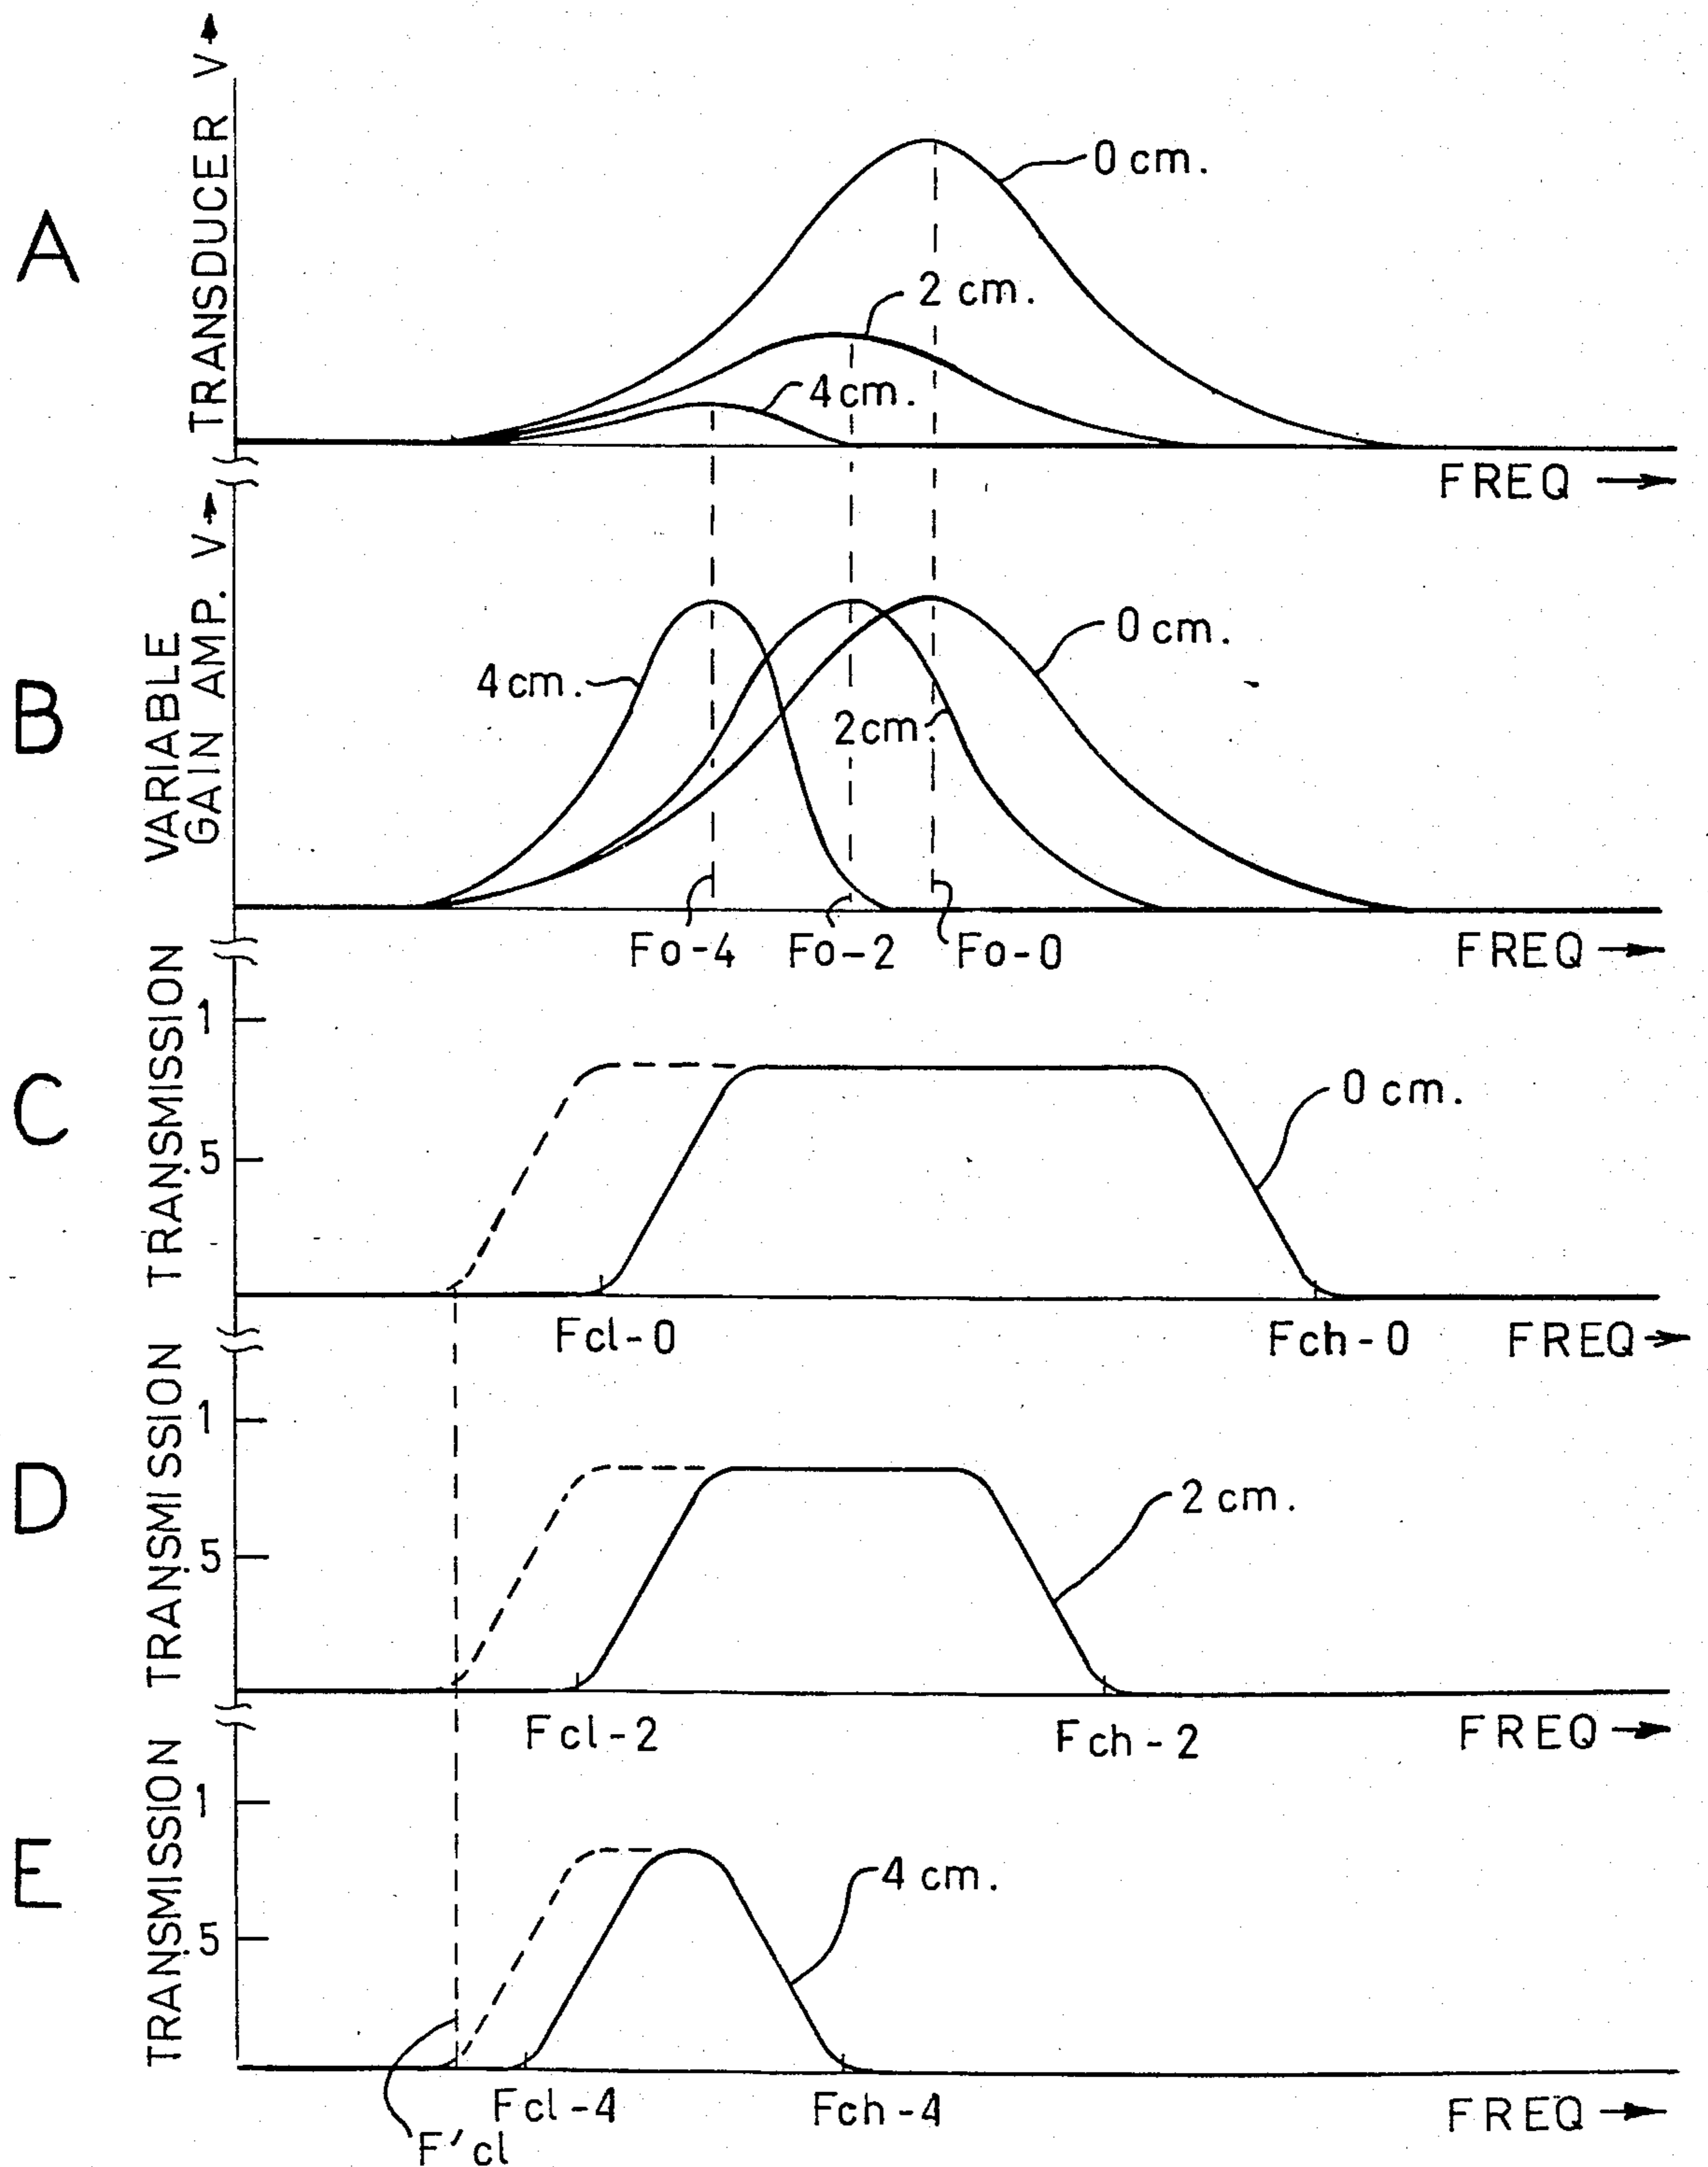 A
TRANSDUCER V
0 cm.
2 cm.
4 cm.
FREQ
B
VARIABLE
GAIN AMP. V
4 cm.
2 cm.
0 cm.
Fo-4
Fo-2
Fo-0
FREQ
C
TRANSMISSION
1
.5
0 cm.
Fcl-0
Fch-0
FREQ
D
TRANSMISSION
1
.5
2 cm.
Fcl-2
Fch-2
FREQ
E
TRANSMISSION
1
.5
4 cm.
Fcl-4
Fch-4
FREQ
F'cl